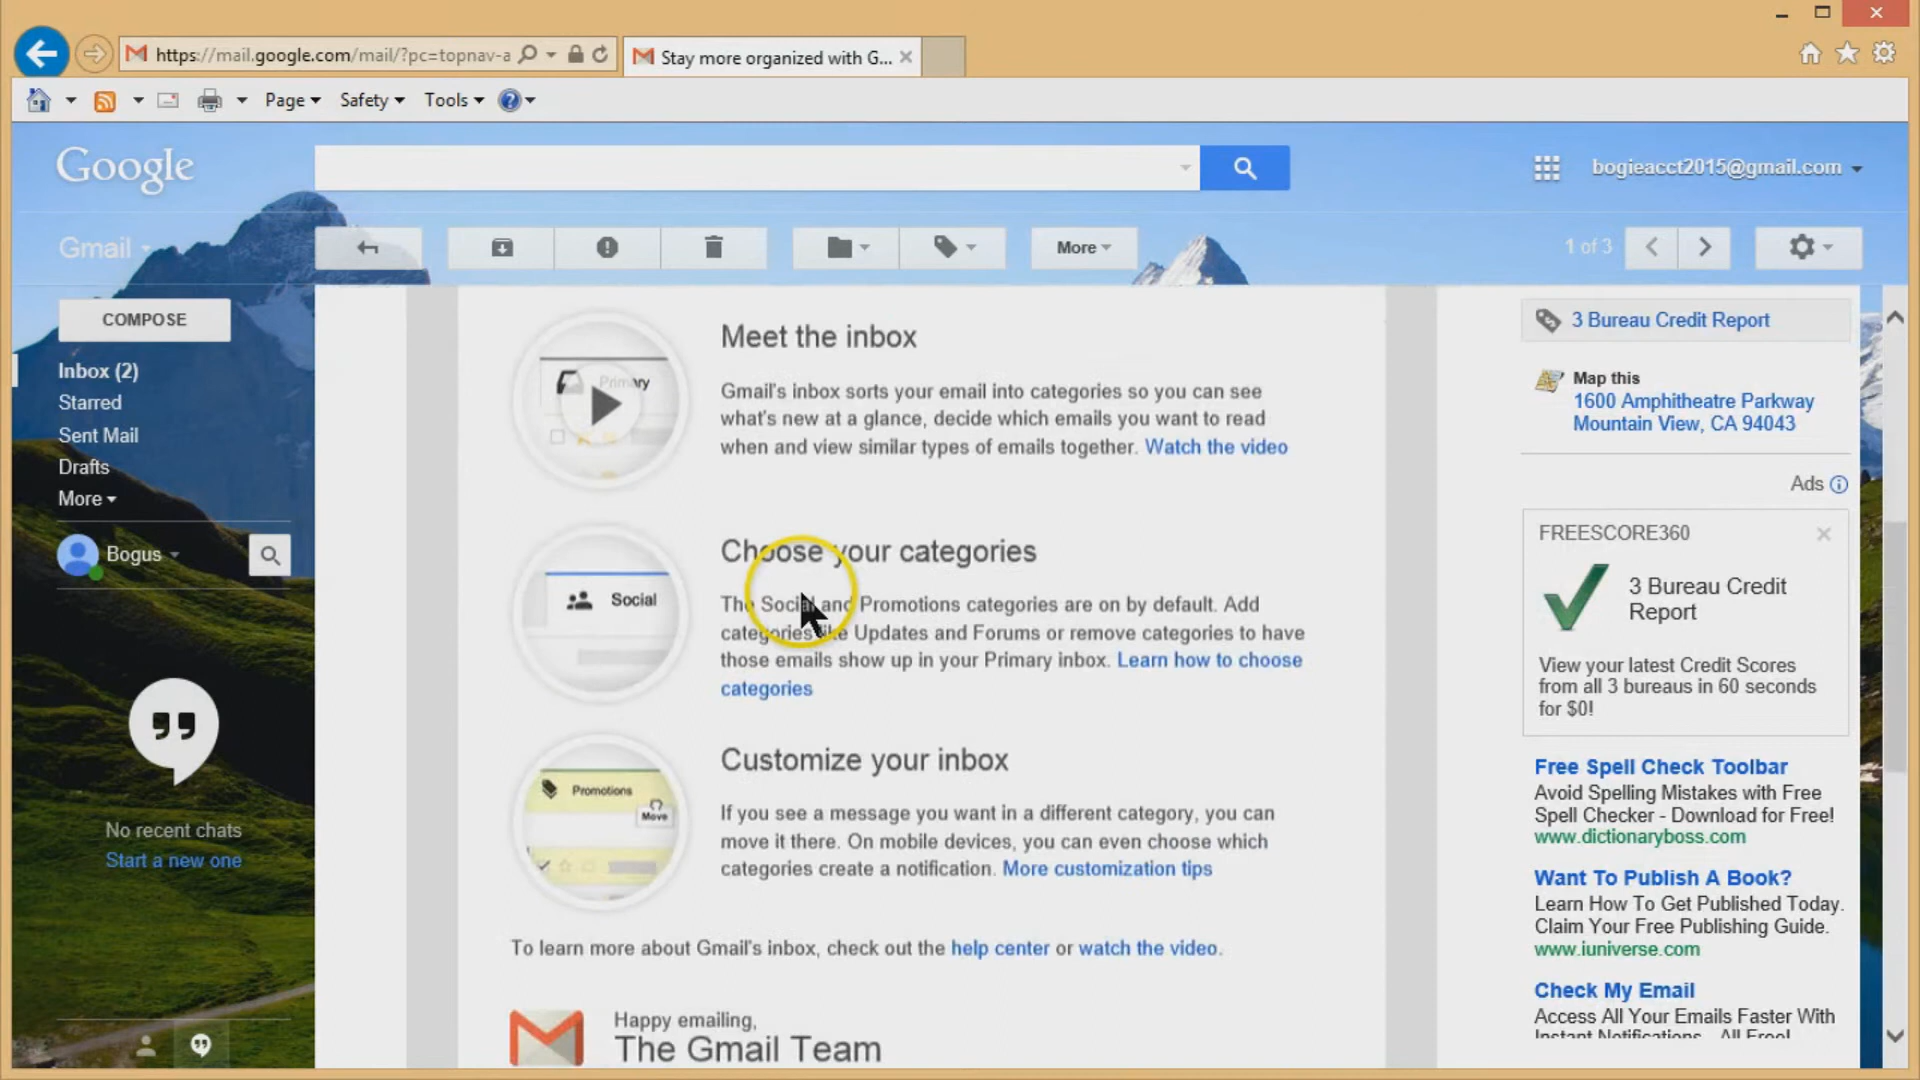 https://mail.google.com/mail/?pc=topnav-a
Stay more organized with G...
Page
Safety
Tools
Google
bogieacct2015@gmail.com
Gmail
More
1 of 3
COMPOSE
Inbox (2)
Starred
Sent Mail
Drafts
More
Bogus
No recent chats
Start a new one
Primary
Meet the inbox
Gmail's inbox sorts your email into categories so you can see
what's new at a glance, decide which emails you want to read
when and view similar types of emails together. Watch the video
Social
Choose your categories
The Social and Promotions categories are on by default. Add
categories like Updates and Forums or remove categories to have
those emails show up in your Primary inbox. Learn how to choose
categories
Promotions
Move
Customize your inbox
If you see a message you want in a different category, you can
move it there. On mobile devices, you can even choose which
categories create a notification. More customization tips
To learn more about Gmail's inbox, check out the help center or watch the video.
Happy emailing,
The Gmail Team
3 Bureau Credit Report
Map this
1600 Amphitheatre Parkway
Mountain View, CA 94043
Ads
FREESCORE360
3 Bureau Credit
Report
View your latest Credit Scores
from all 3 bureaus in 60 seconds
for $0!
Free Spell Check Toolbar
Avoid Spelling Mistakes with Free
Spell Checker - Download for Free!
www.dictionaryboss.com
Want To Publish A Book?
Learn How To Get Published Today.
Claim Your Free Publishing Guide.
www.iuniverse.com
Check My Email
Access All Your Emails Faster With
Instant Notifications - All Free!